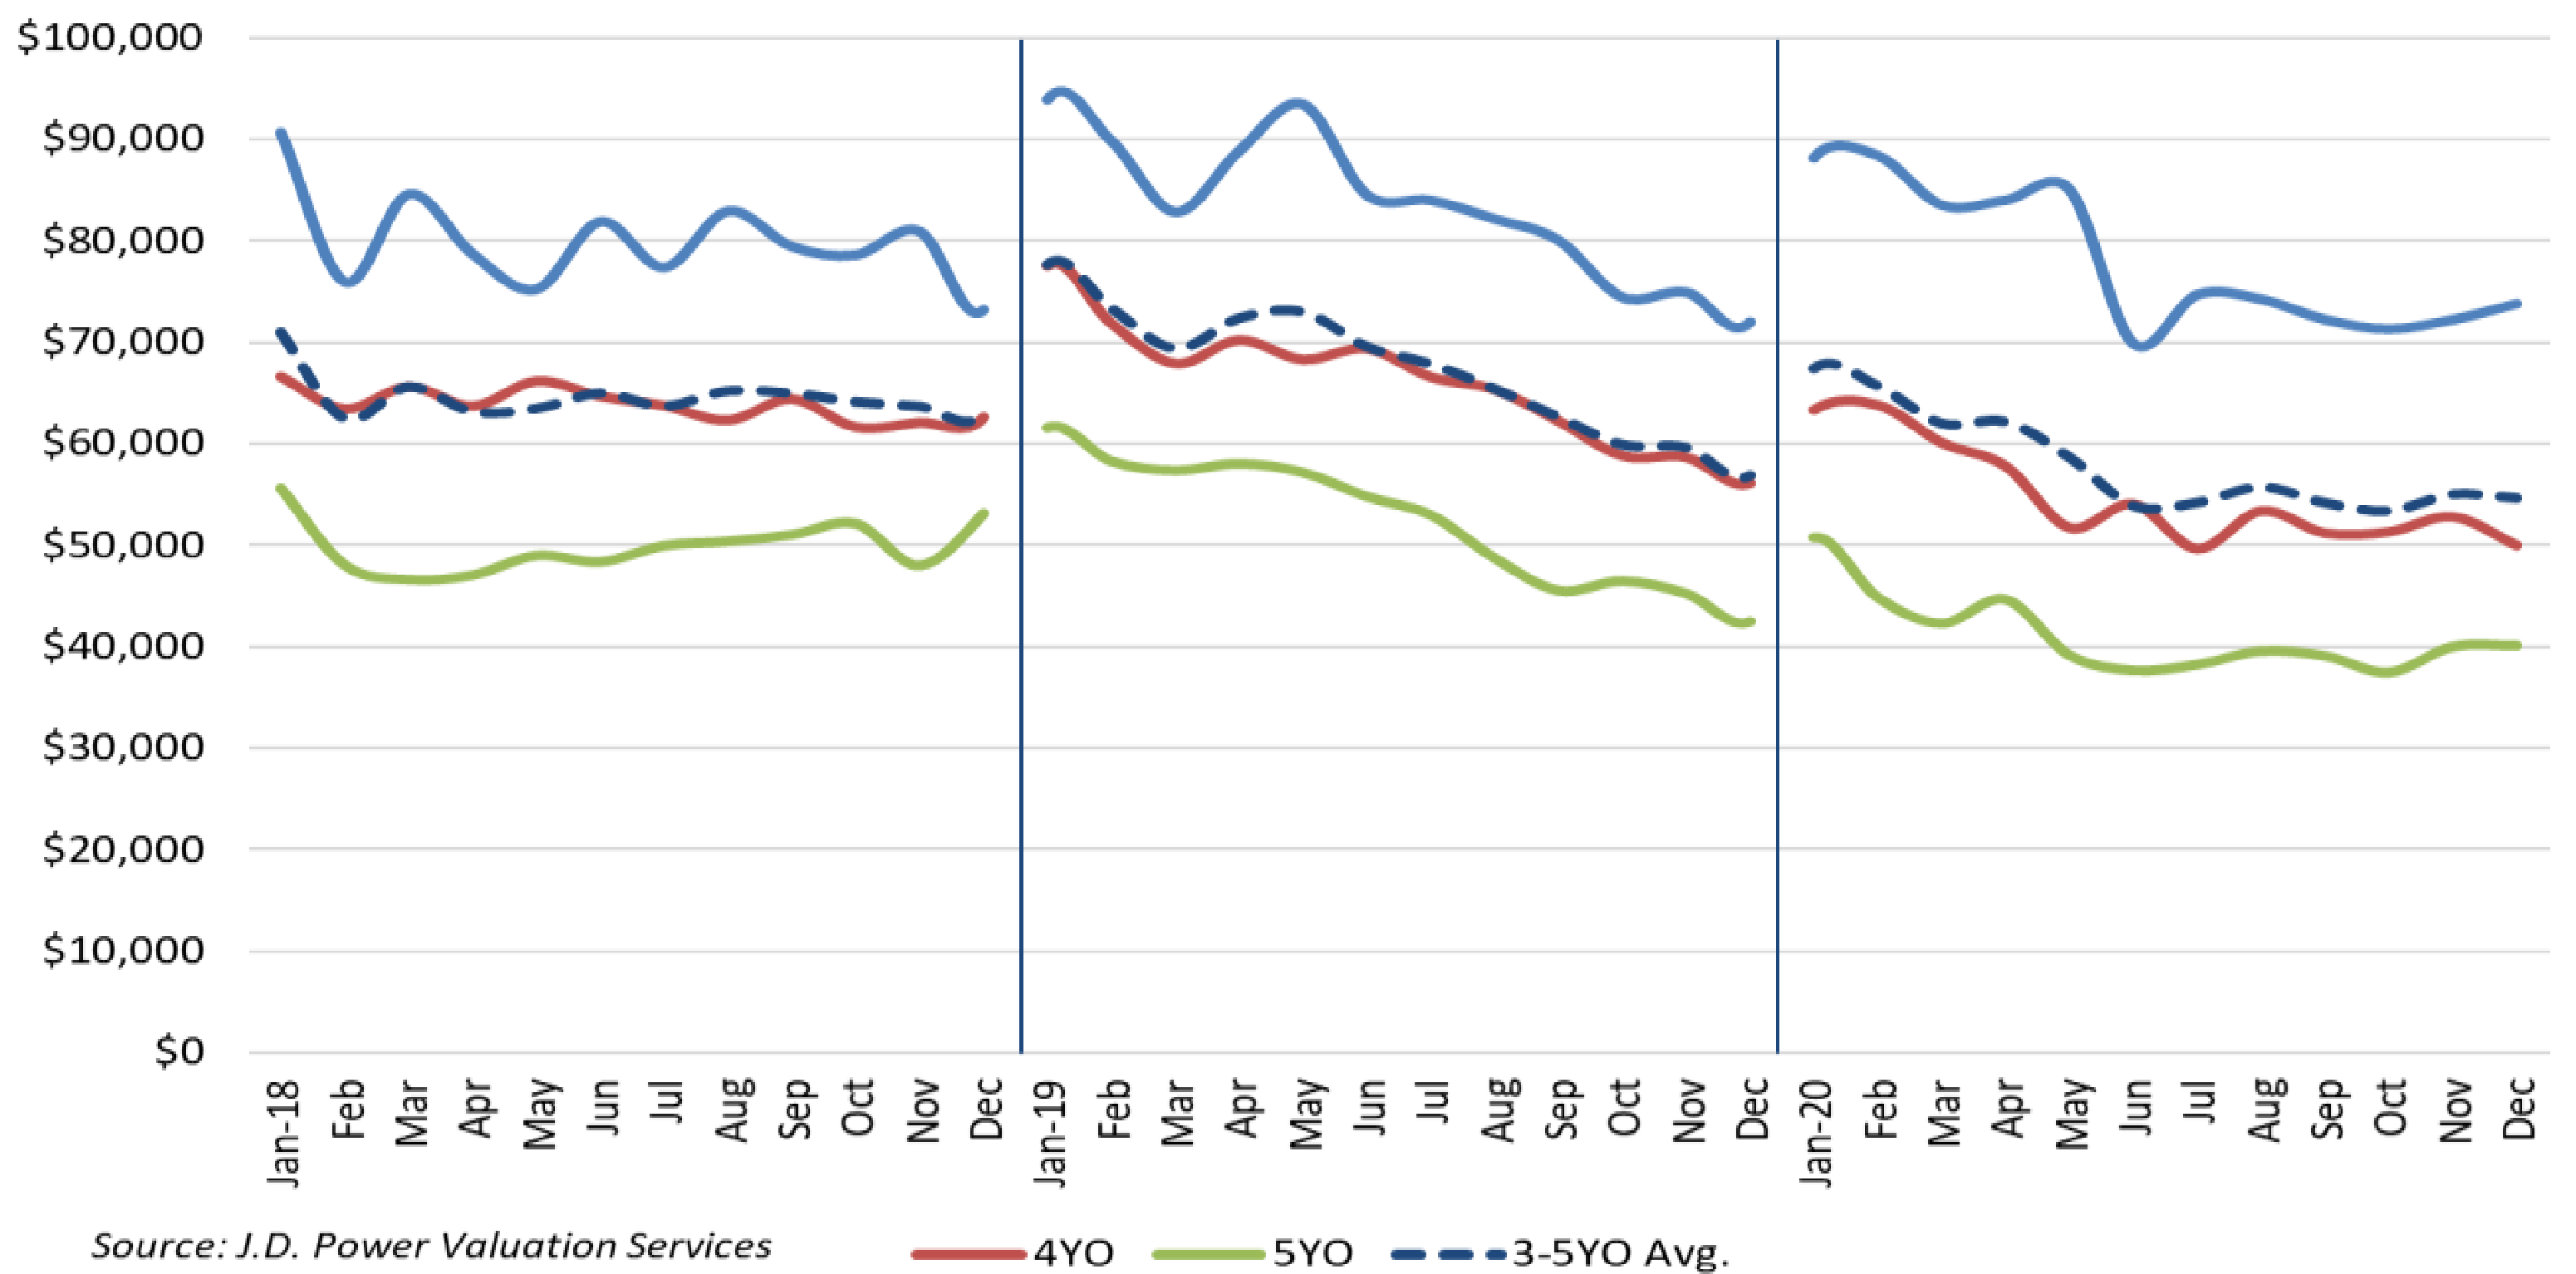 $100,000
$90,000
$80,000
$70,000
$60,000
$50,000
$40,000
$30,000
$20,000
$10,000
$0
Jan-18
Feb
Mar
Apr
May
Jun
Jul
Aug
Sep
Oct
Nov
Dec
Jan-19
Feb
Mar
Apr
May
Jun
Jul
Aug
Sep
Oct
Nov
Dec
Jan-20
Feb
Mar
Apr
May
Jun
Jul
Aug
Sep
Oct
Nov
Dec
Source: J.D. Power Valuation Services
4YO
5YO
3-5YO Avg.